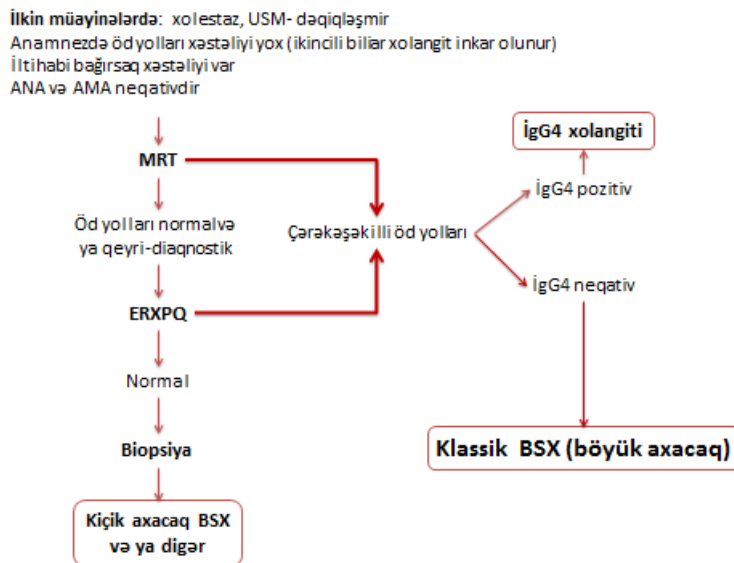 İlkin müayinələrdə: xolestaz, USM- dəqiqləşmir
Anamnezdə öd yolları xəstəliyi yox (ikincili biliar xolangit inkar olunur)
İltihabi bağırsaq xəstəliyi var
ANA və AMA neqativdir
MRT
Öd yolları normalvə
ya qeyri-diaqnostik
ERXPQ
Normal
Biopsiya
Kiçik axacaq BSX
və ya digər
Çərəkəşəkilli öd yolları
İgG4 xolangiti
İgG4 pozitiv
İgG4 neqativ
Klassik BSX (böyük axacaq)